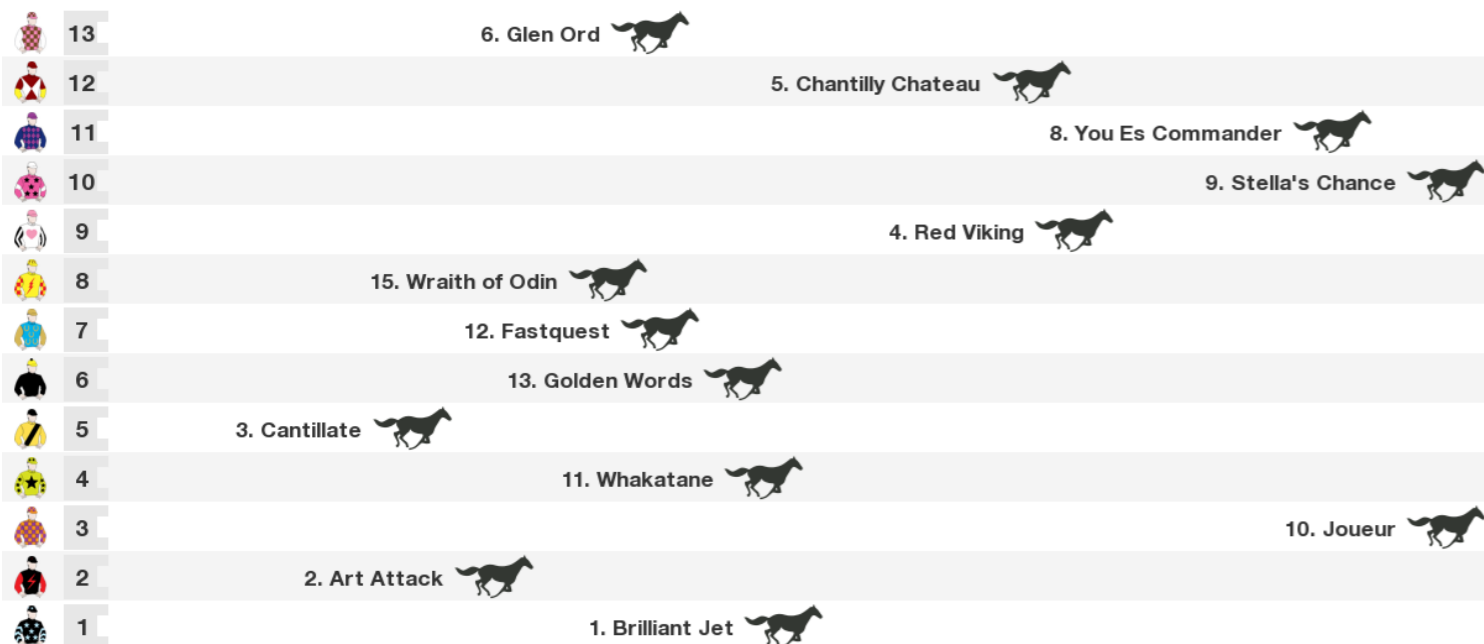 13 6. Glen Ord
12 5. Chantilly Chateau
11 8. You Es Commander
10 9. Stella's Chance
9 4. Red Viking
8 15. Wraith of Odin
7 12. Fastquest
6 13. Golden Words
5 3. Cantillate
4 11. Whakatane
3 10. Joueur
2 2. Art Attack
1 1. Brilliant Jet